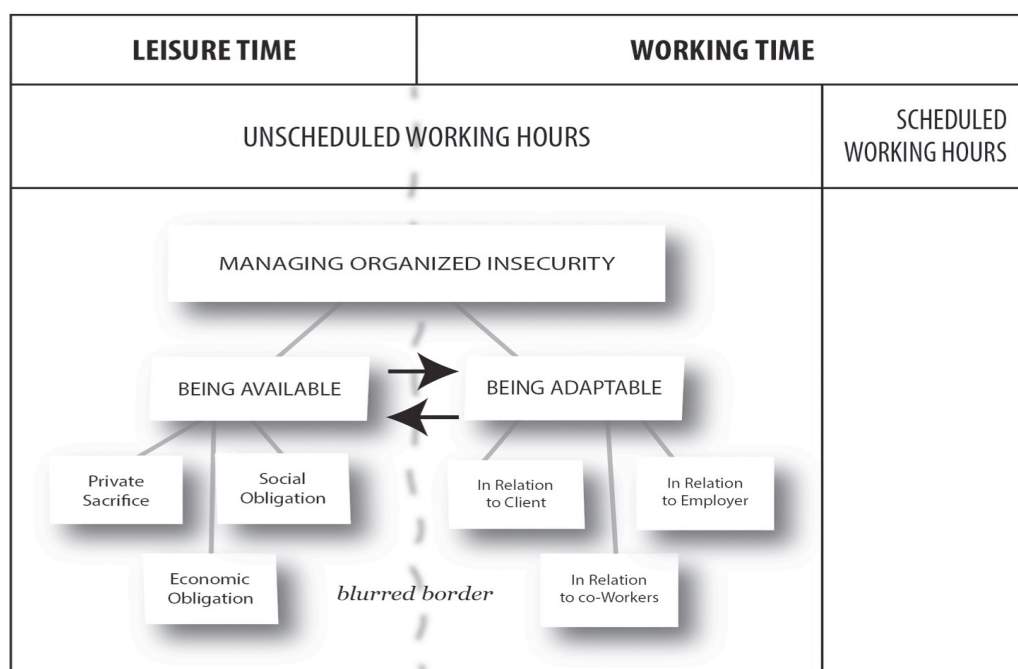 LEISURE TIME
WORKING TIME
UNSCHEDULED WORKING HOURS
SCHEDULED
WORKING HOURS
MANAGING ORGANIZED INSECURITY
BEING AVAILABLE
BEING ADAPTABLE
Private
Sacrifice
Social
Obligation
In Relation
to Client
In Relation
to Employer
Economic
Obligation
blurred border
In Relation
to co-Workers